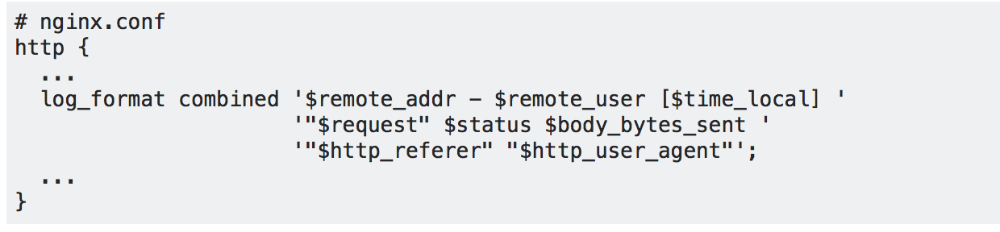 # nginx.conf
http {
  ...
  log_format combined '$remote_addr - $remote_user [$time_local] '
                      '"$request" $status $body_bytes_sent '
                      '"$http_referer" "$http_user_agent"';
  ...
}